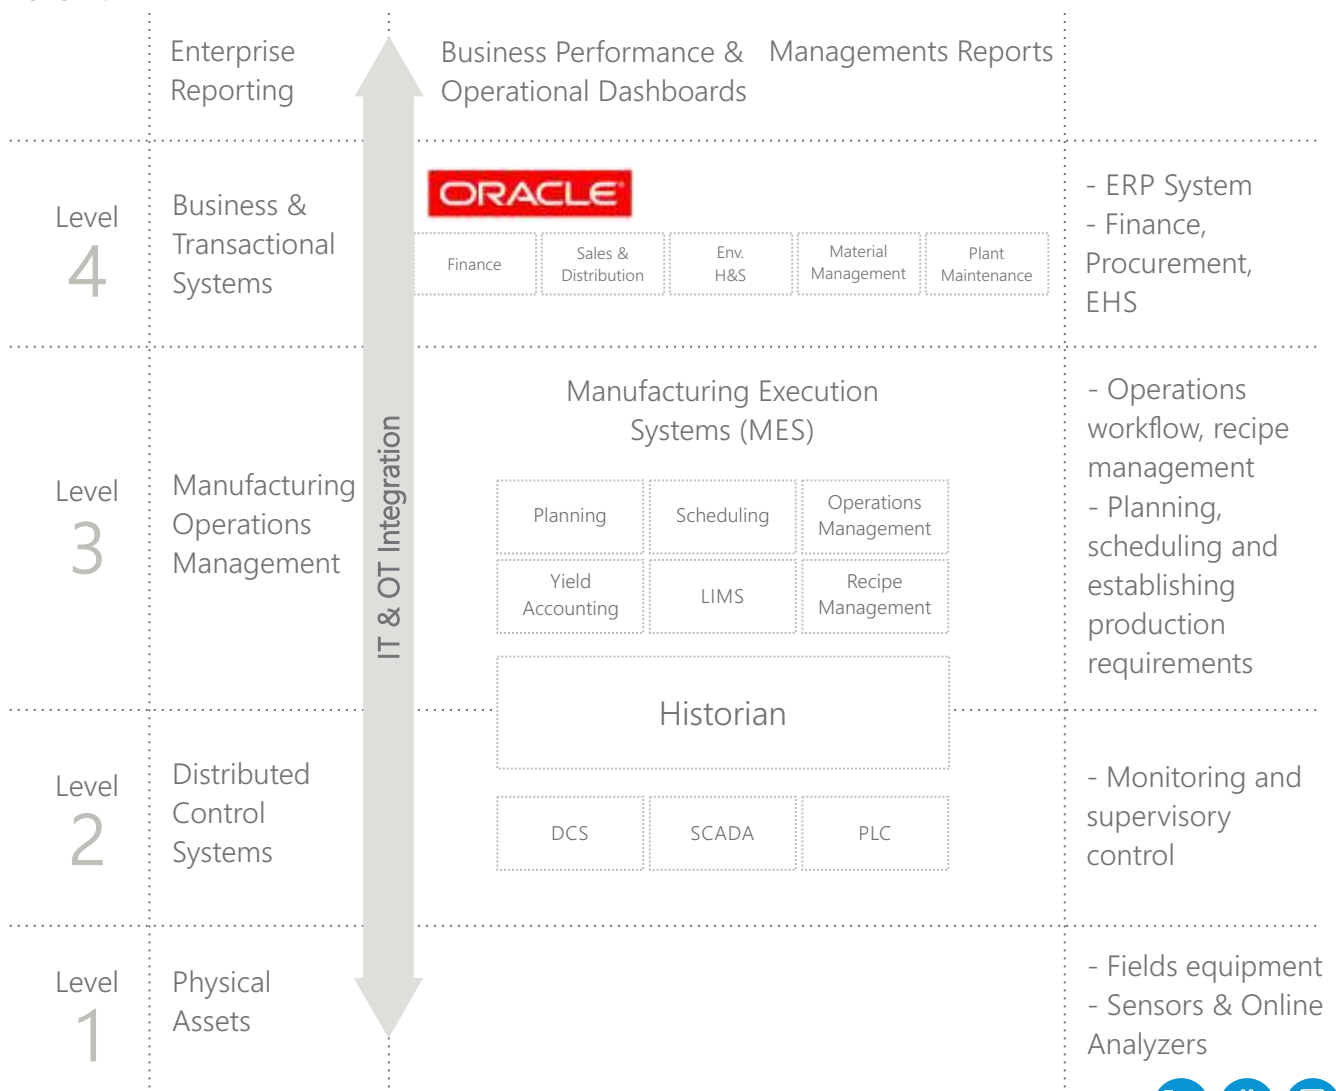 Enterprise
Reporting
Business Performance &
Operational Dashboards
Managements Reports
Level
4
Business &
Transactional
Systems
ORACLE
Finance
Sales &
Distribution
Env.
H&S
Material
Management
Plant
Maintenance
- ERP System
- Finance,
Procurement,
EHS
IT & OT Integration
Level
3
Manufacturing
Operations
Management
Manufacturing Execution
Systems (MES)
Planning
Scheduling
Operations
Management
Yield
Accounting
LIMS
Recipe
Management
Historian
- Operations
workflow, recipe
management
- Planning,
scheduling and
establishing
production
requirements
Level
2
Distributed
Control
Systems
DCS
SCADA
PLC
- Monitoring and
supervisory
control
Level
1
Physical
Assets
- Fields equipment
- Sensors & Online
Analyzers